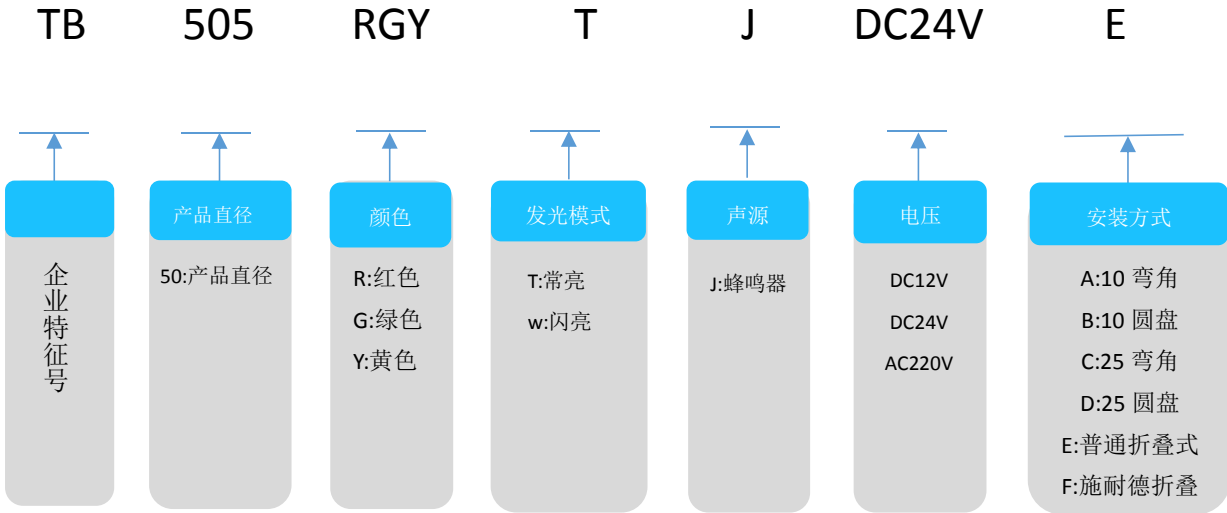 TB 505 RGY T J DC24V E
产品直径 颜色 发光模式 声源 电压 安装方式
企业特征号
50:产品直径
R:红色
G:绿色
Y:黄色
T:常亮
w:闪亮
J:蜂鸣器
DC12V
DC24V
AC220V
A:10 弯角
B:10 圆盘
C:25 弯角
D:25 圆盘
E:普通折叠式
F:施耐德折叠